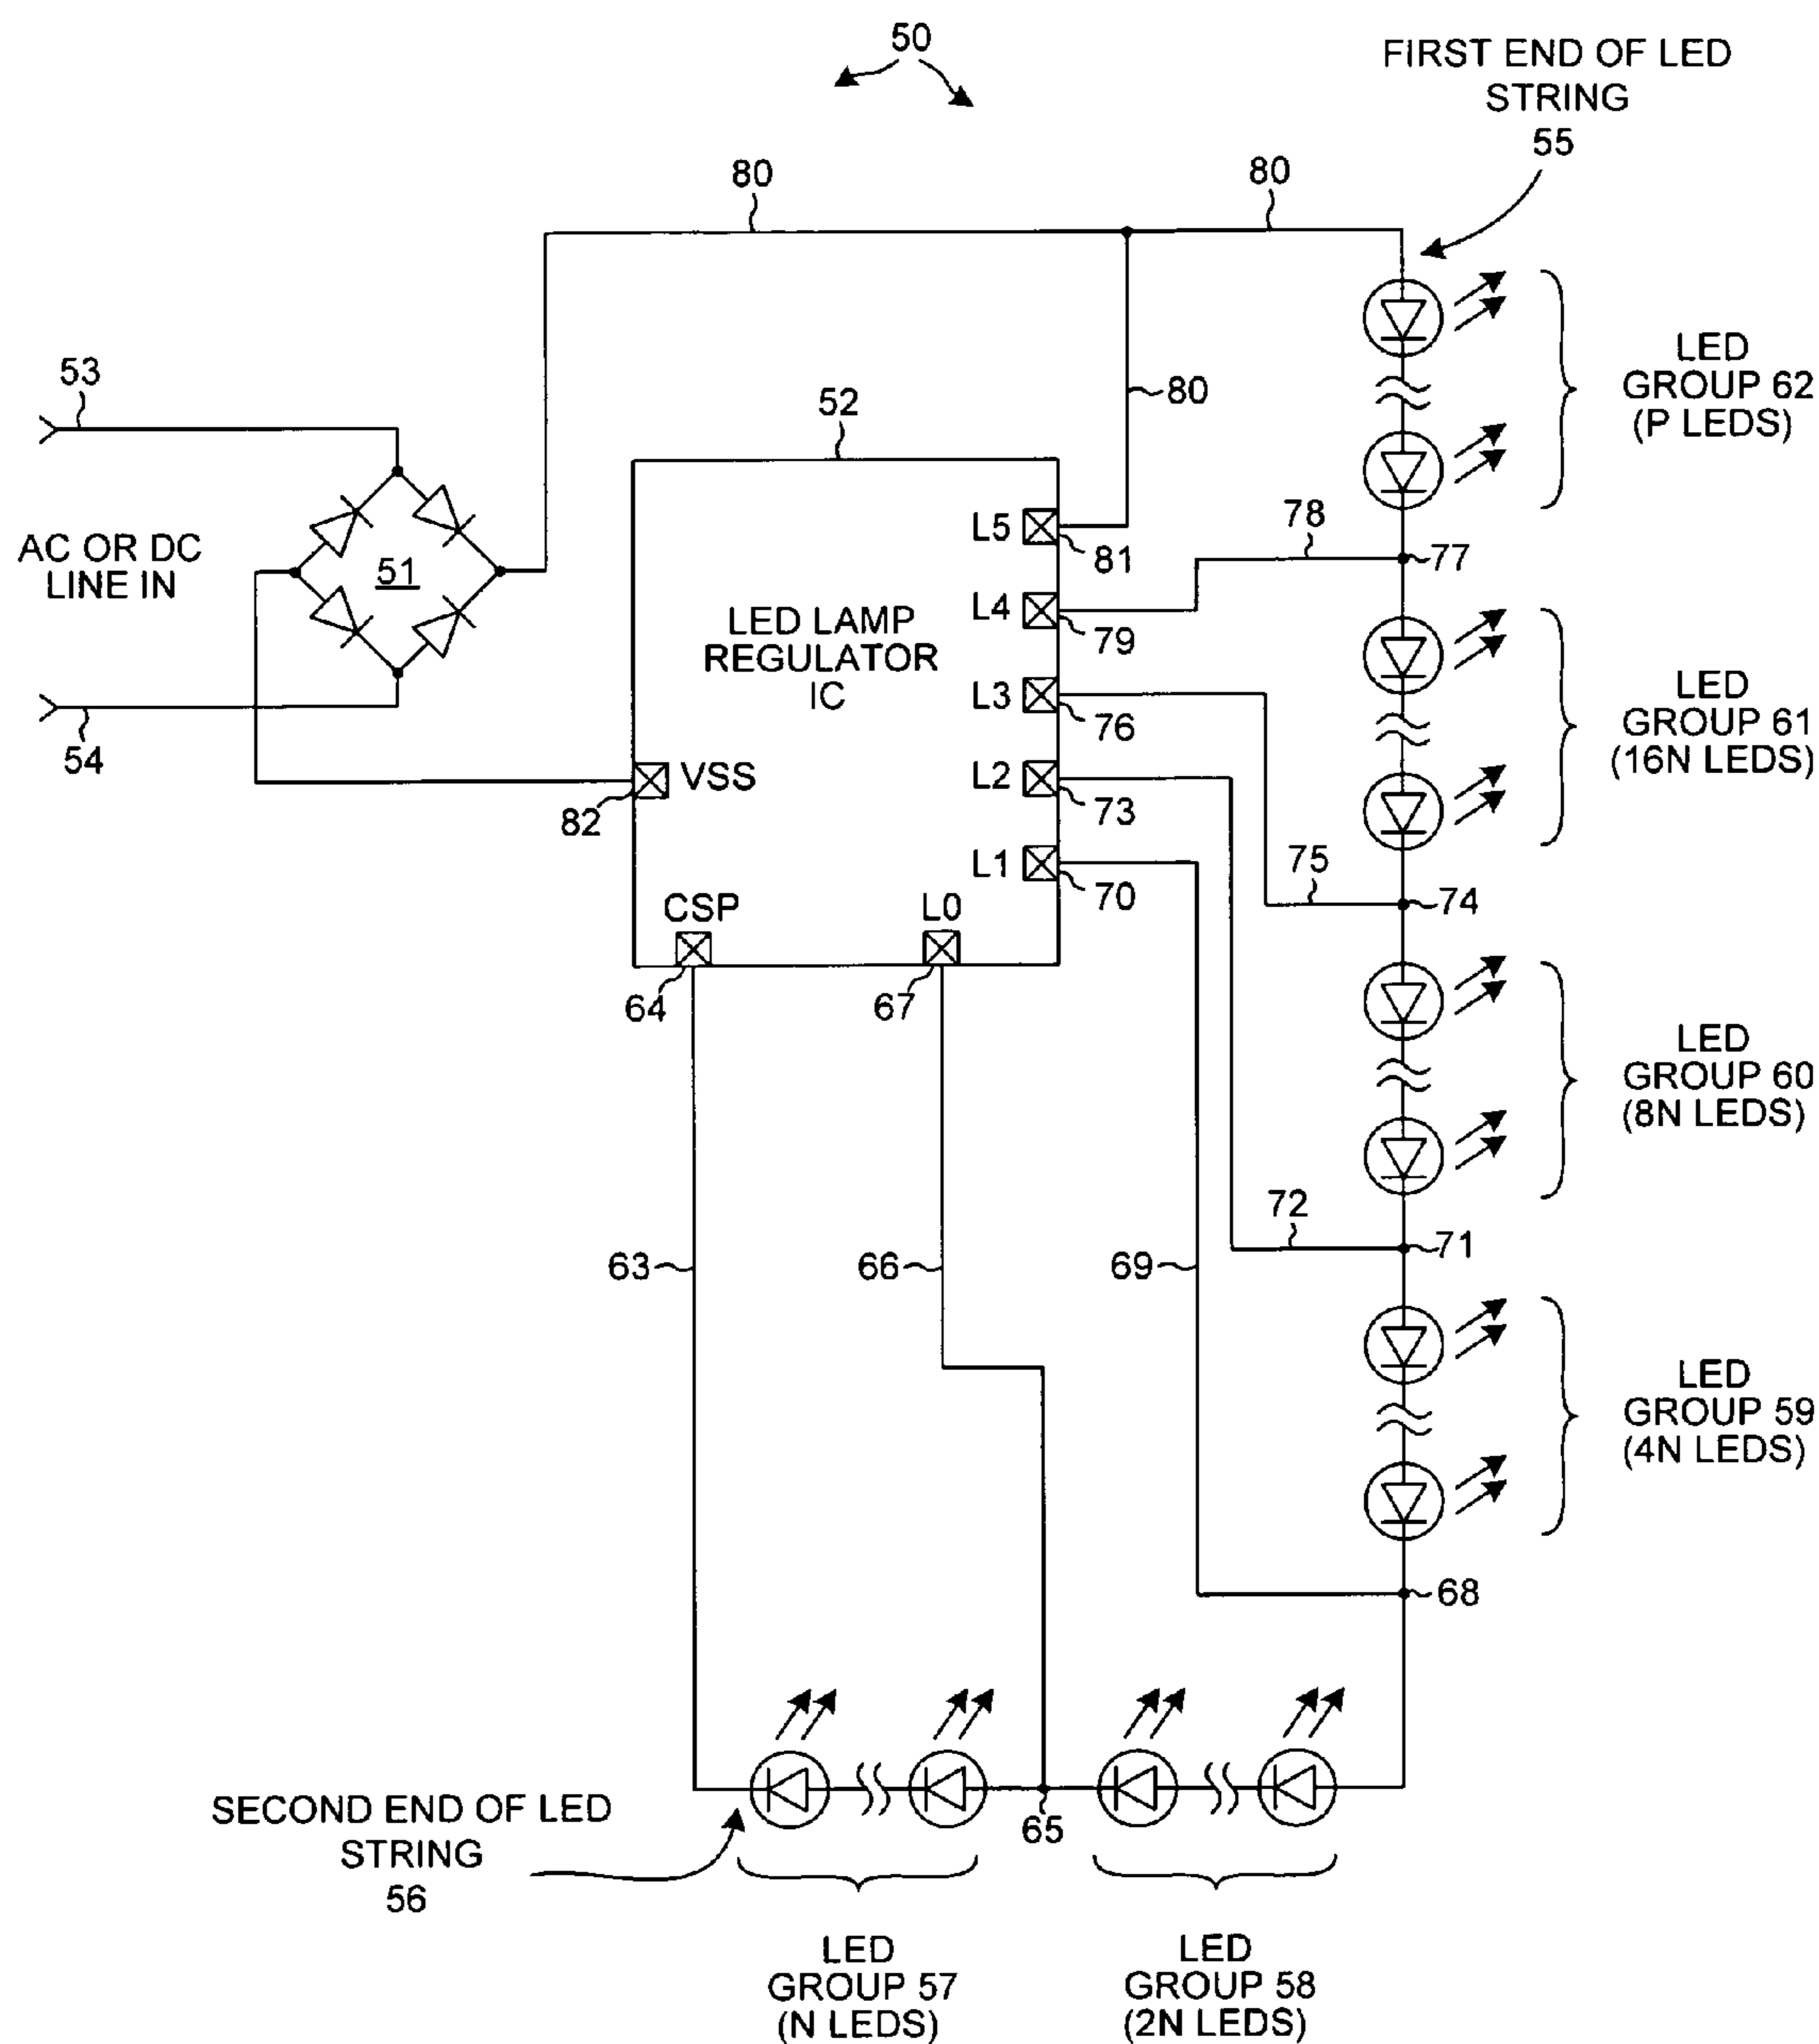 50
FIRST END OF LED
STRING
55
80
80
53
52
80
LED
GROUP 62
(P LEDS)
AC OR DC
LINE IN
51
L5
81
78
77
LED LAMP
REGULATOR
IC
L4
79
L3
76
LED
GROUP 61
(16N LEDS)
54
VSS
82
L2
73
L1
70
75
74
CSP
L0
64
67
LED
GROUP 60
(8N LEDS)
72
71
63
66
69
LED
GROUP 59
(4N LEDS)
68
SECOND END OF LED
STRING
56
65
LED
GROUP 57
(N LEDS)
LED
GROUP 58
(2N LEDS)